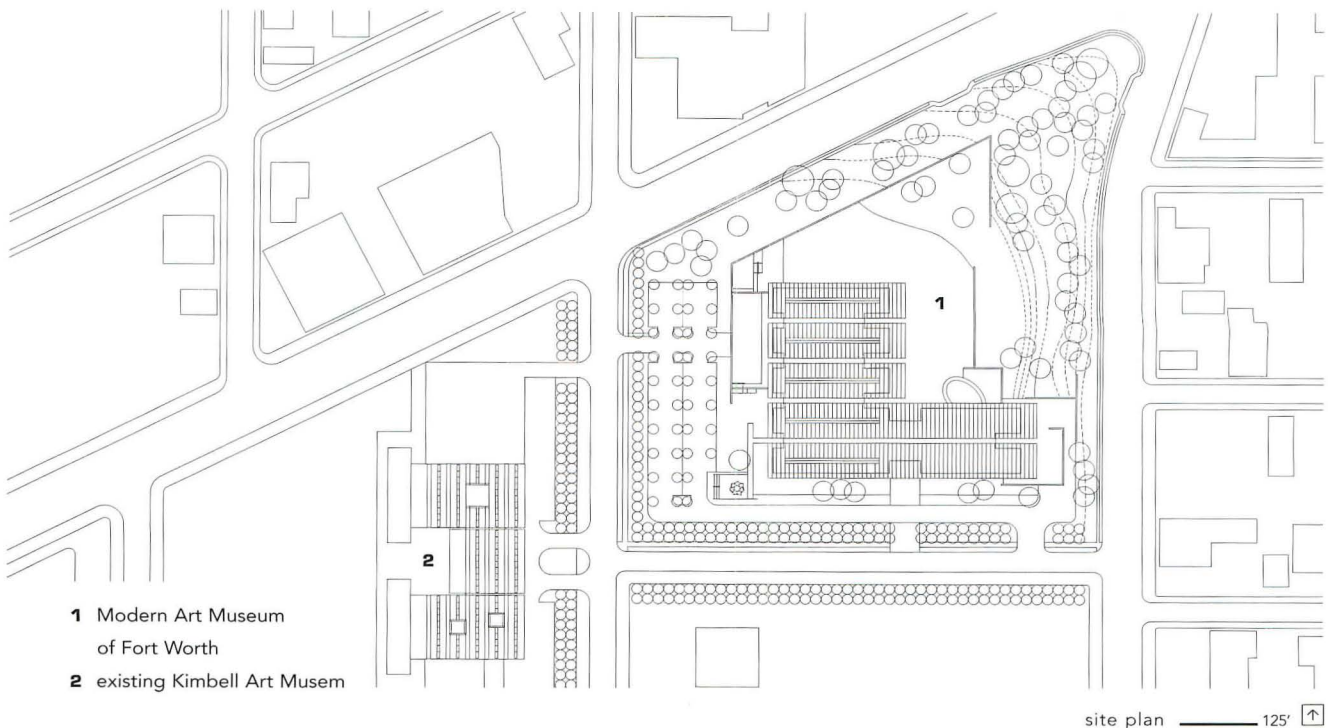 1
2
1 Modern Art Museum
of Fort Worth
2 existing Kimbell Art Musem
site plan 125'